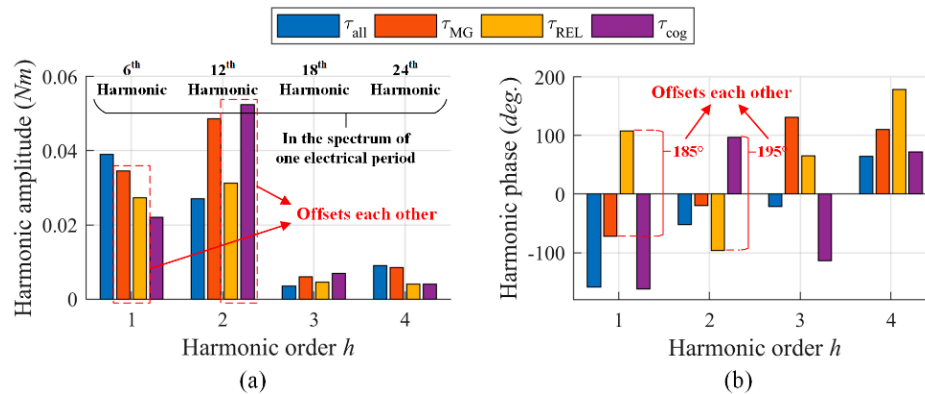 τall τMG τREL τcog
6th 12th 18th 24th
Harmonic Harmonic Harmonic Harmonic
In the spectrum of
one electrical period
Offsets each other
0.06
0.04
0.02
0
Harmonic amplitude (Nm)
1 2 3 4
Harmonic order h
(a)
Offsets each other
185° 195°
200
100
0
-100
Harmonic phase (deg.)
1 2 3 4
Harmonic order h
(b)